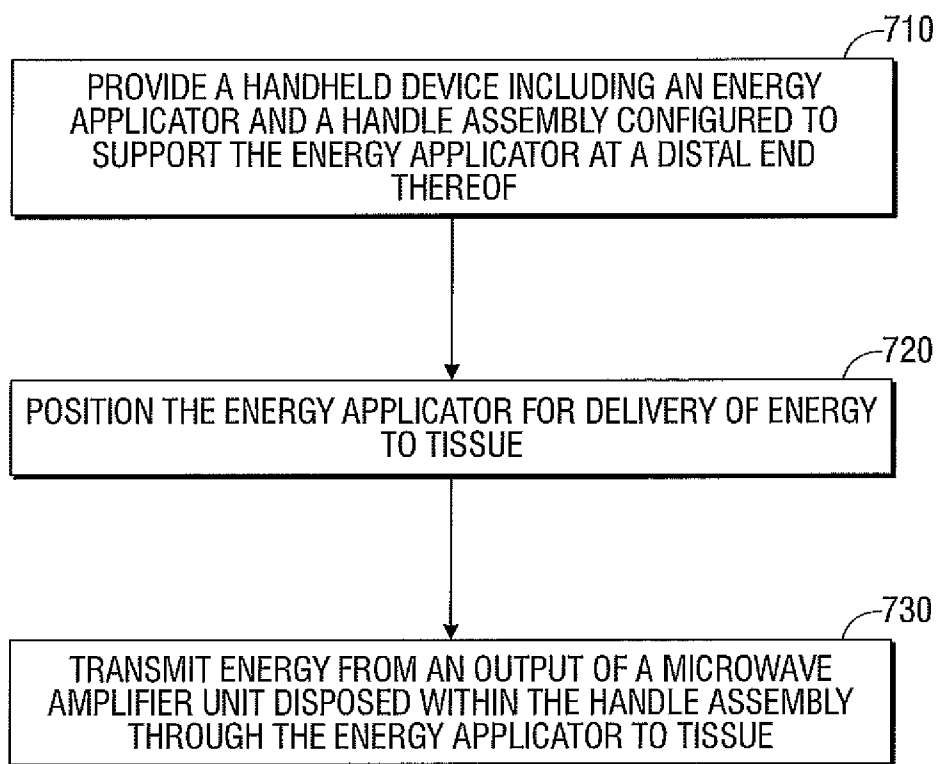 710
PROVIDE A HANDHELD DEVICE INCLUDING AN ENERGY
APPLICATOR AND A HANDLE ASSEMBLY CONFIGURED TO
SUPPORT THE ENERGY APPLICATOR AT A DISTAL END
THEREOF
720
POSITION THE ENERGY APPLICATOR FOR DELIVERY OF ENERGY
TO TISSUE
730
TRANSMIT ENERGY FROM AN OUTPUT OF A MICROWAVE
AMPLIFIER UNIT DISPOSED WITHIN THE HANDLE ASSEMBLY
THROUGH THE ENERGY APPLICATOR TO TISSUE